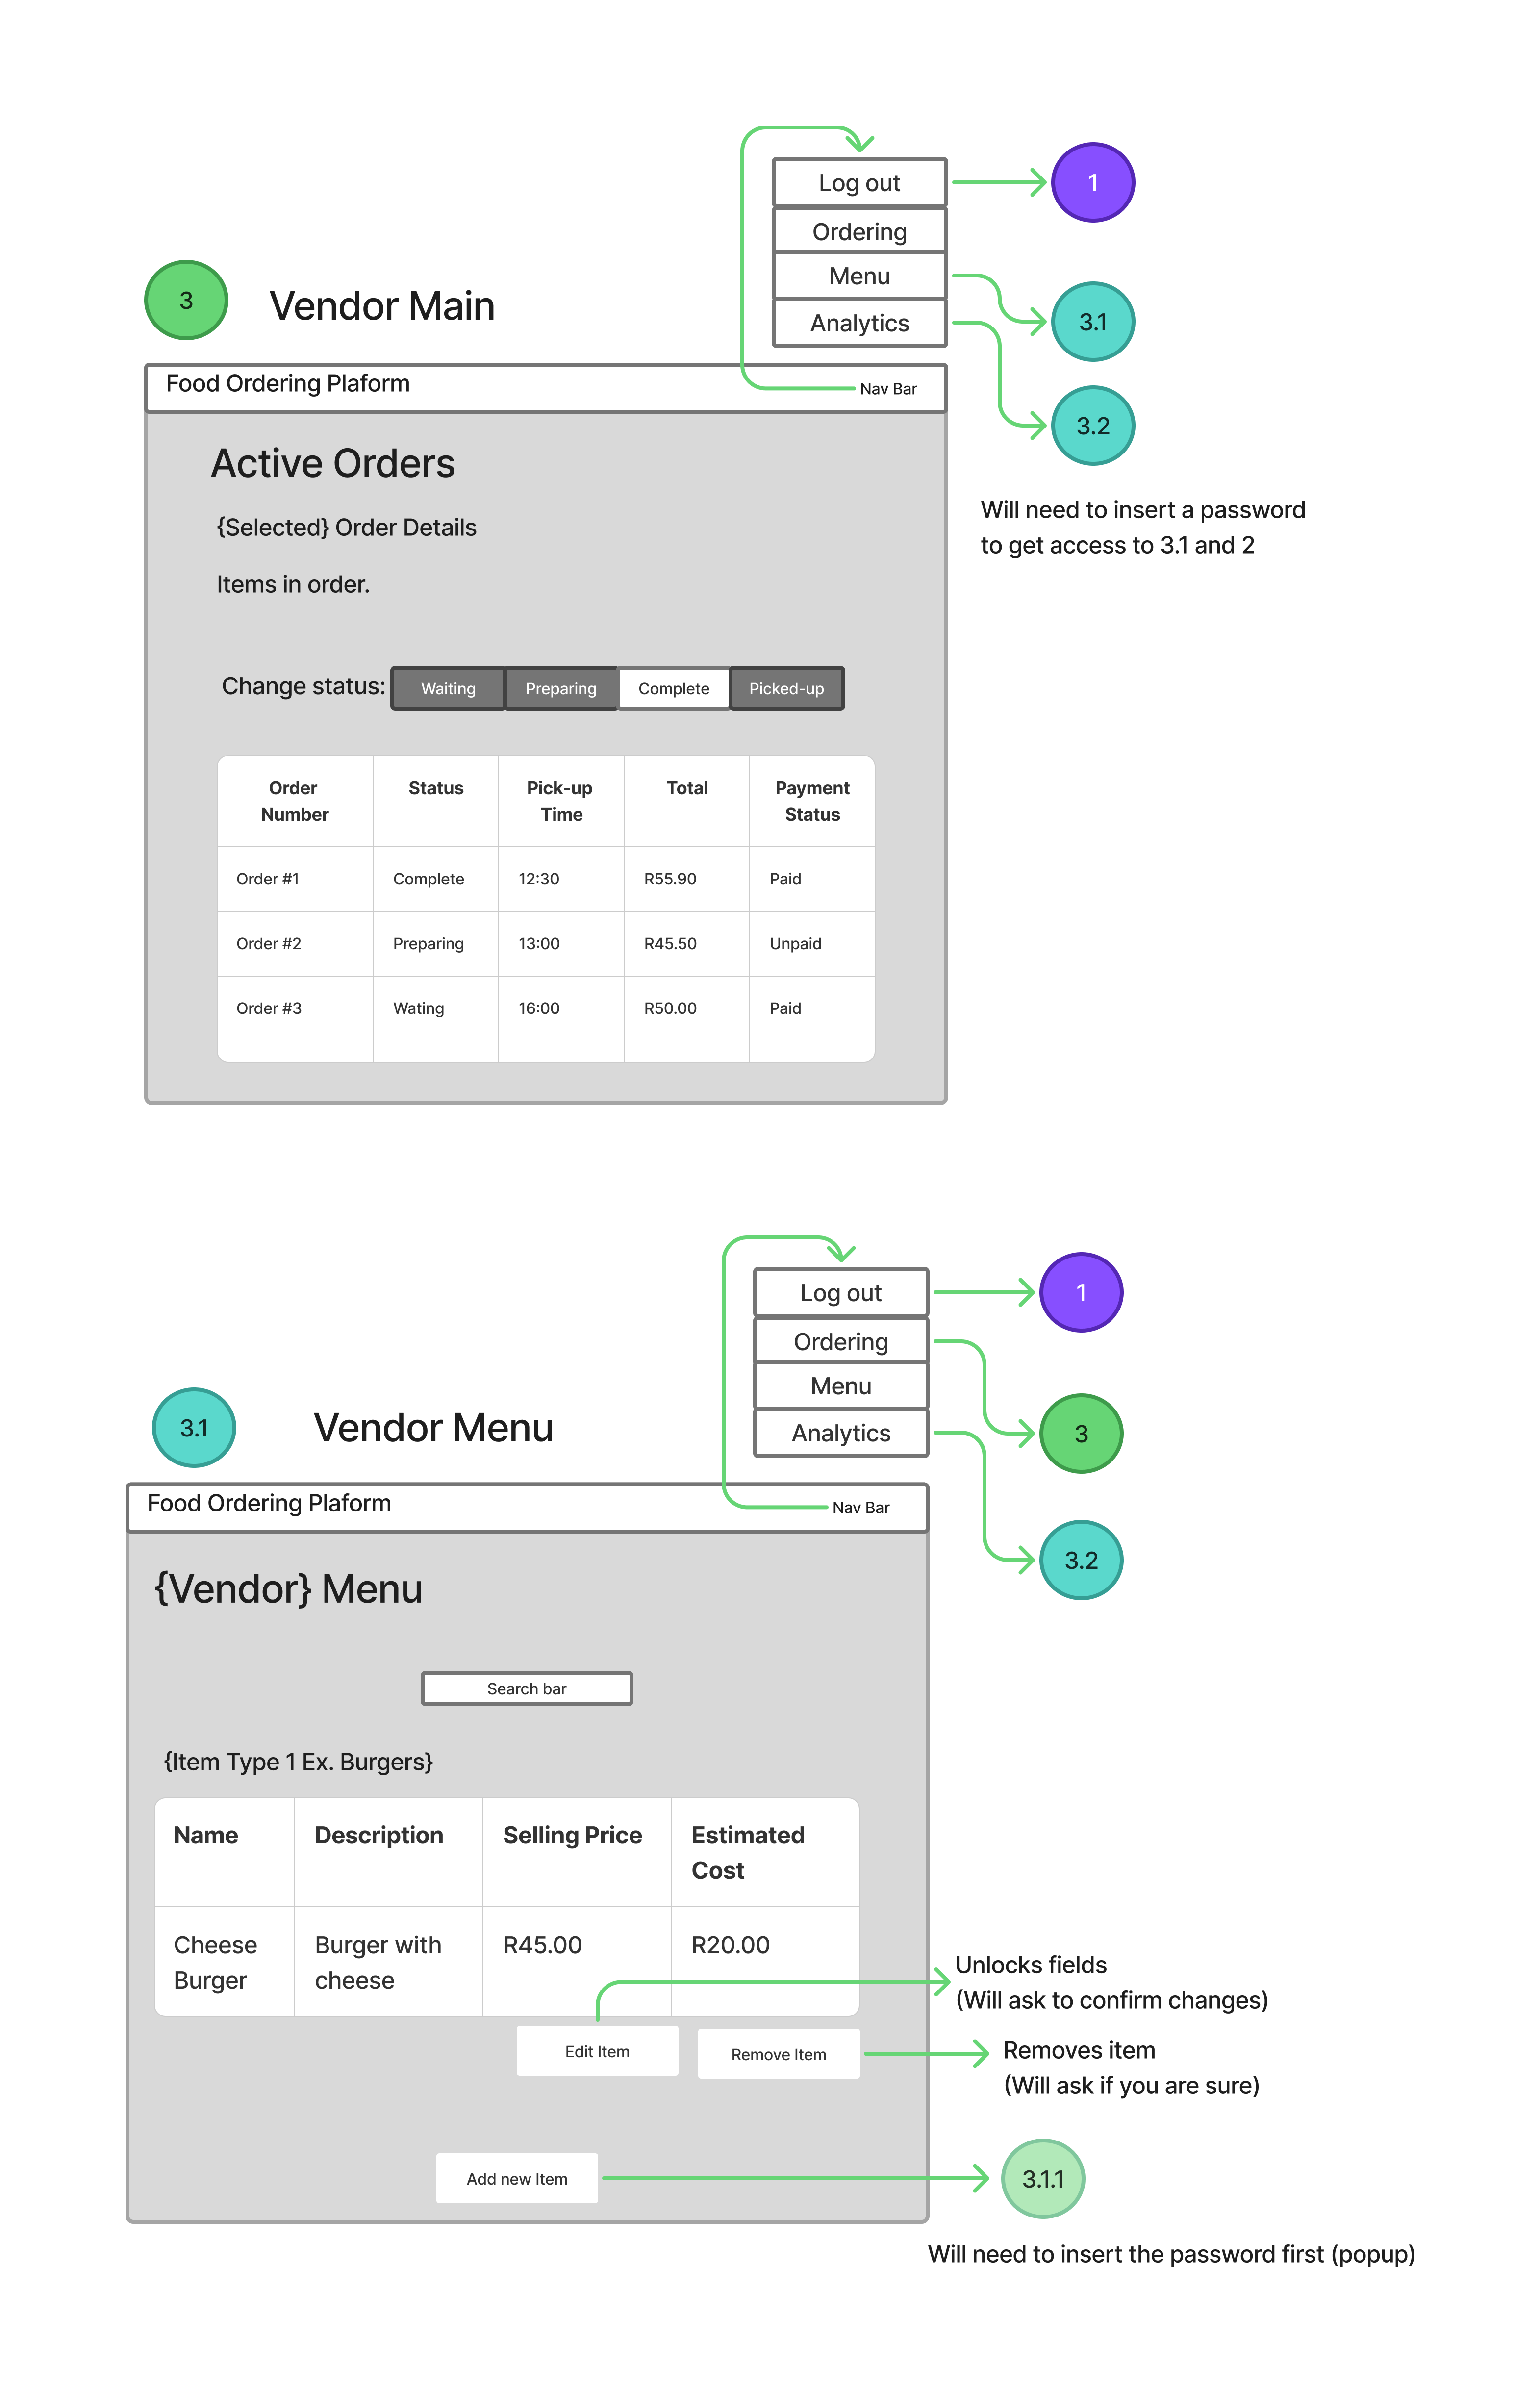 Log out
1
Ordering
Menu
3.1
Analytics
3.2
Will need to insert a password
to get access to 3.1 and 2
3
Vendor Main
Food Ordering Plaform
Nav Bar
Active Orders
{Selected} Order Details
Items in order.
Change status:
Waiting
Preparing
Complete
Picked-up
Order
Number
Status
Pick-up
Time
Total
Payment
Status
Order #1
Complete
12:30
R55.90
Paid
Order #2
Preparing
13:00
R45.50
Unpaid
Order #3
Wating
16:00
R50.00
Paid
Log out
1
Ordering
Menu
3
Analytics
3.2
3.1
Vendor Menu
Food Ordering Plaform
Nav Bar
{Vendor} Menu
Search bar
{Item Type 1 Ex. Burgers}
Name
Description
Selling Price
Estimated
Cost
Cheese
Burger
Burger with
cheese
R45.00
R20.00
Unlocks fields
(Will ask to confirm changes)
Edit Item
Remove Item
Removes item
(Will ask if you are sure)
Add new Item
3.1.1
Will need to insert the password first (popup)